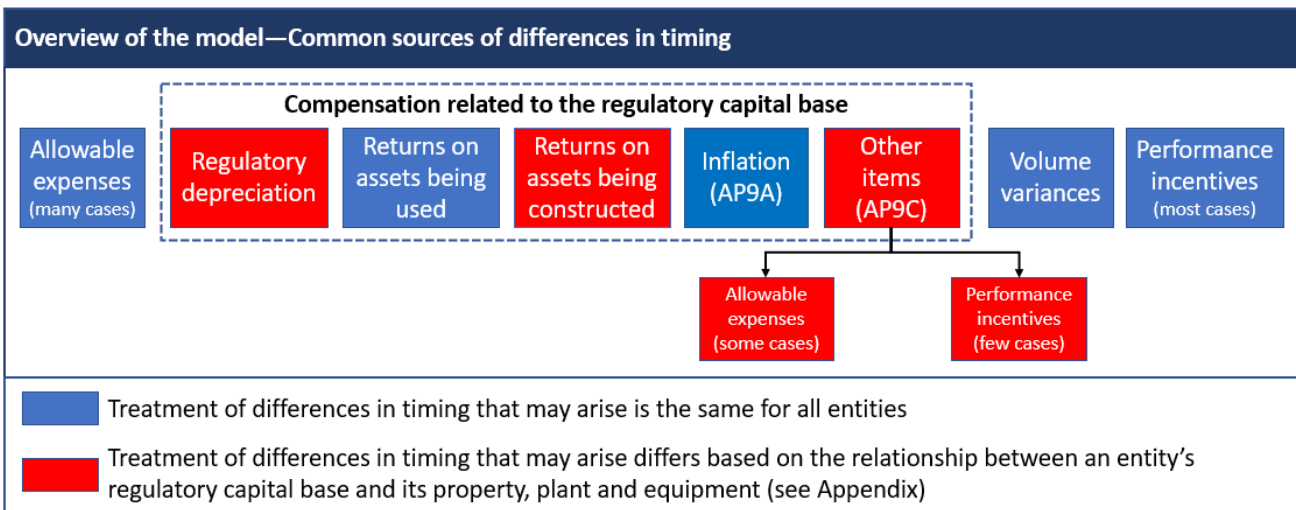 Overview of the model—Common sources of differences in timing
Compensation related to the regulatory capital base
Allowable
expenses
(many cases)
Regulatory
depreciation
Returns on
assets being
used
Returns on
assets being
constructed
Inflation
(AP9A)
Other
items
(AP9C)
Volume
variances
Performance
incentives
(most cases)
Allowable
expenses
(some cases)
Performance
incentives
(few cases)
Treatment of differences in timing that may arise is the same for all entities
Treatment of differences in timing that may arise differs based on the relationship between an entity’s
regulatory capital base and its property, plant and equipment (see Appendix)